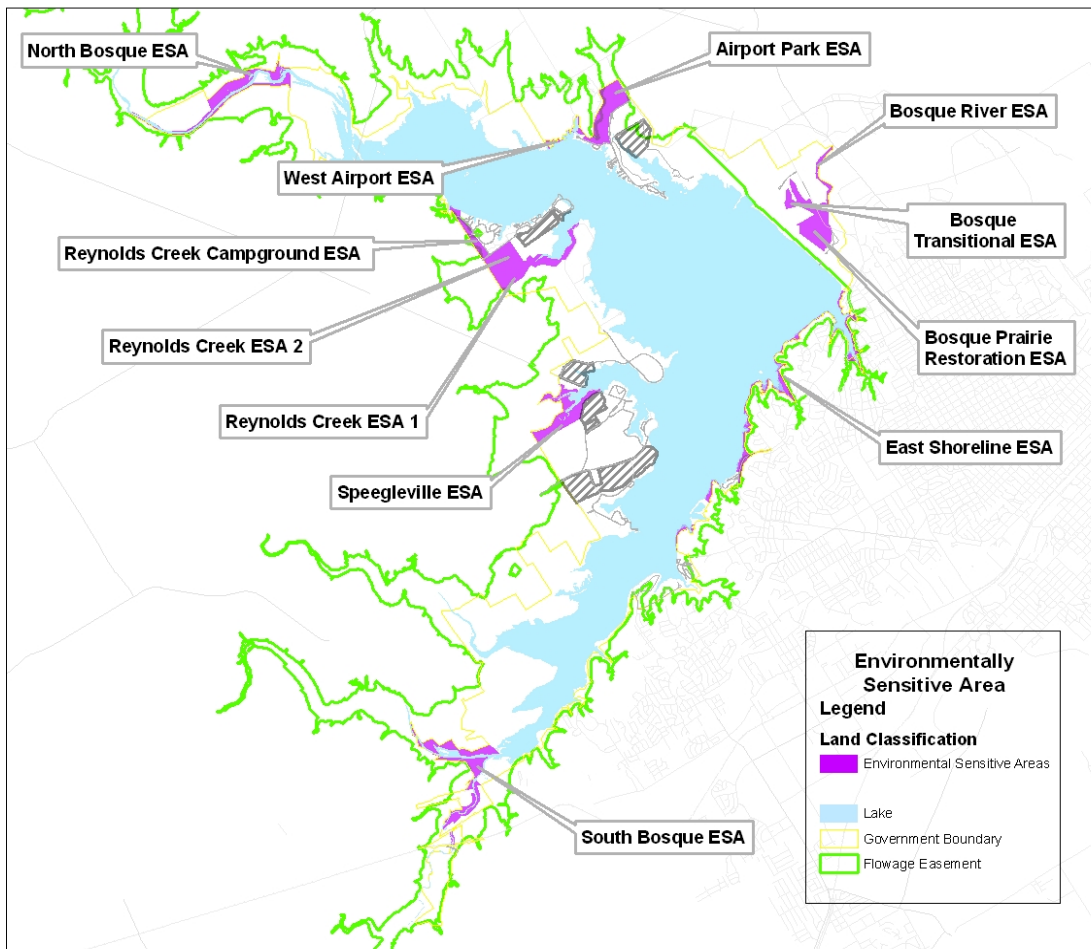 North Bosque ESA
Airport Park ESA
Bosque River ESA
West Airport ESA
Bosque
Transitional ESA
Reynolds Creek Campground ESA
Reynolds Creek ESA 2
Bosque Prairie
Restoration ESA
Reynolds Creek ESA 1
East Shoreline ESA
Speegleville ESA
South Bosque ESA
Environmentally
Sensitive Area
Legend
Land Classification
Environmental Sensitive Areas
Lake
Government Boundary
Flowage Easement